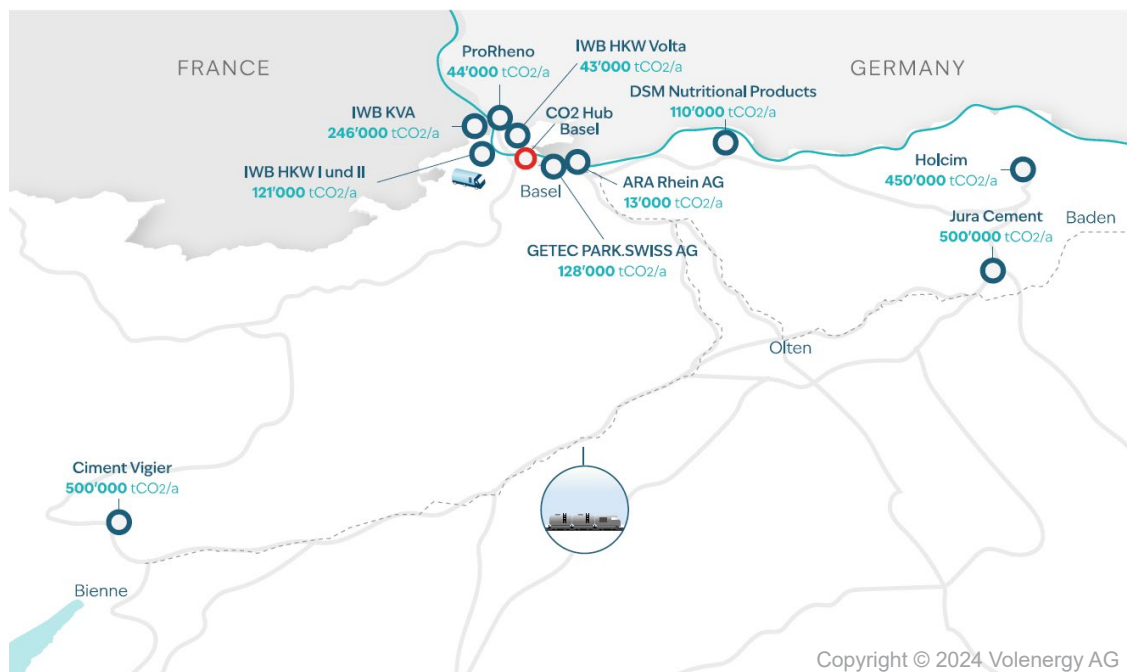 FRANCE
GERMANY
ProRheno
44'000 tCO2/a
IWB HKW Volta
43'000 tCO2/a
IWB KVA
246'000 tCO2/a
CO2 Hub
Basel
DSM Nutritional Products
110'000 tCO2/a
IWB HKW I und II
121'000 tCO2/a
Basel
ARA Rhein AG
13'000 tCO2/a
Holcim
450'000 tCO2/a
Jura Cement
500'000 tCO2/a
Baden
GETEC PARK.SWISS AG
128'000 tCO2/a
Olten
Ciment Vigier
500'000 tCO2/a
Bienne
Copyright © 2024 Volenergy AG